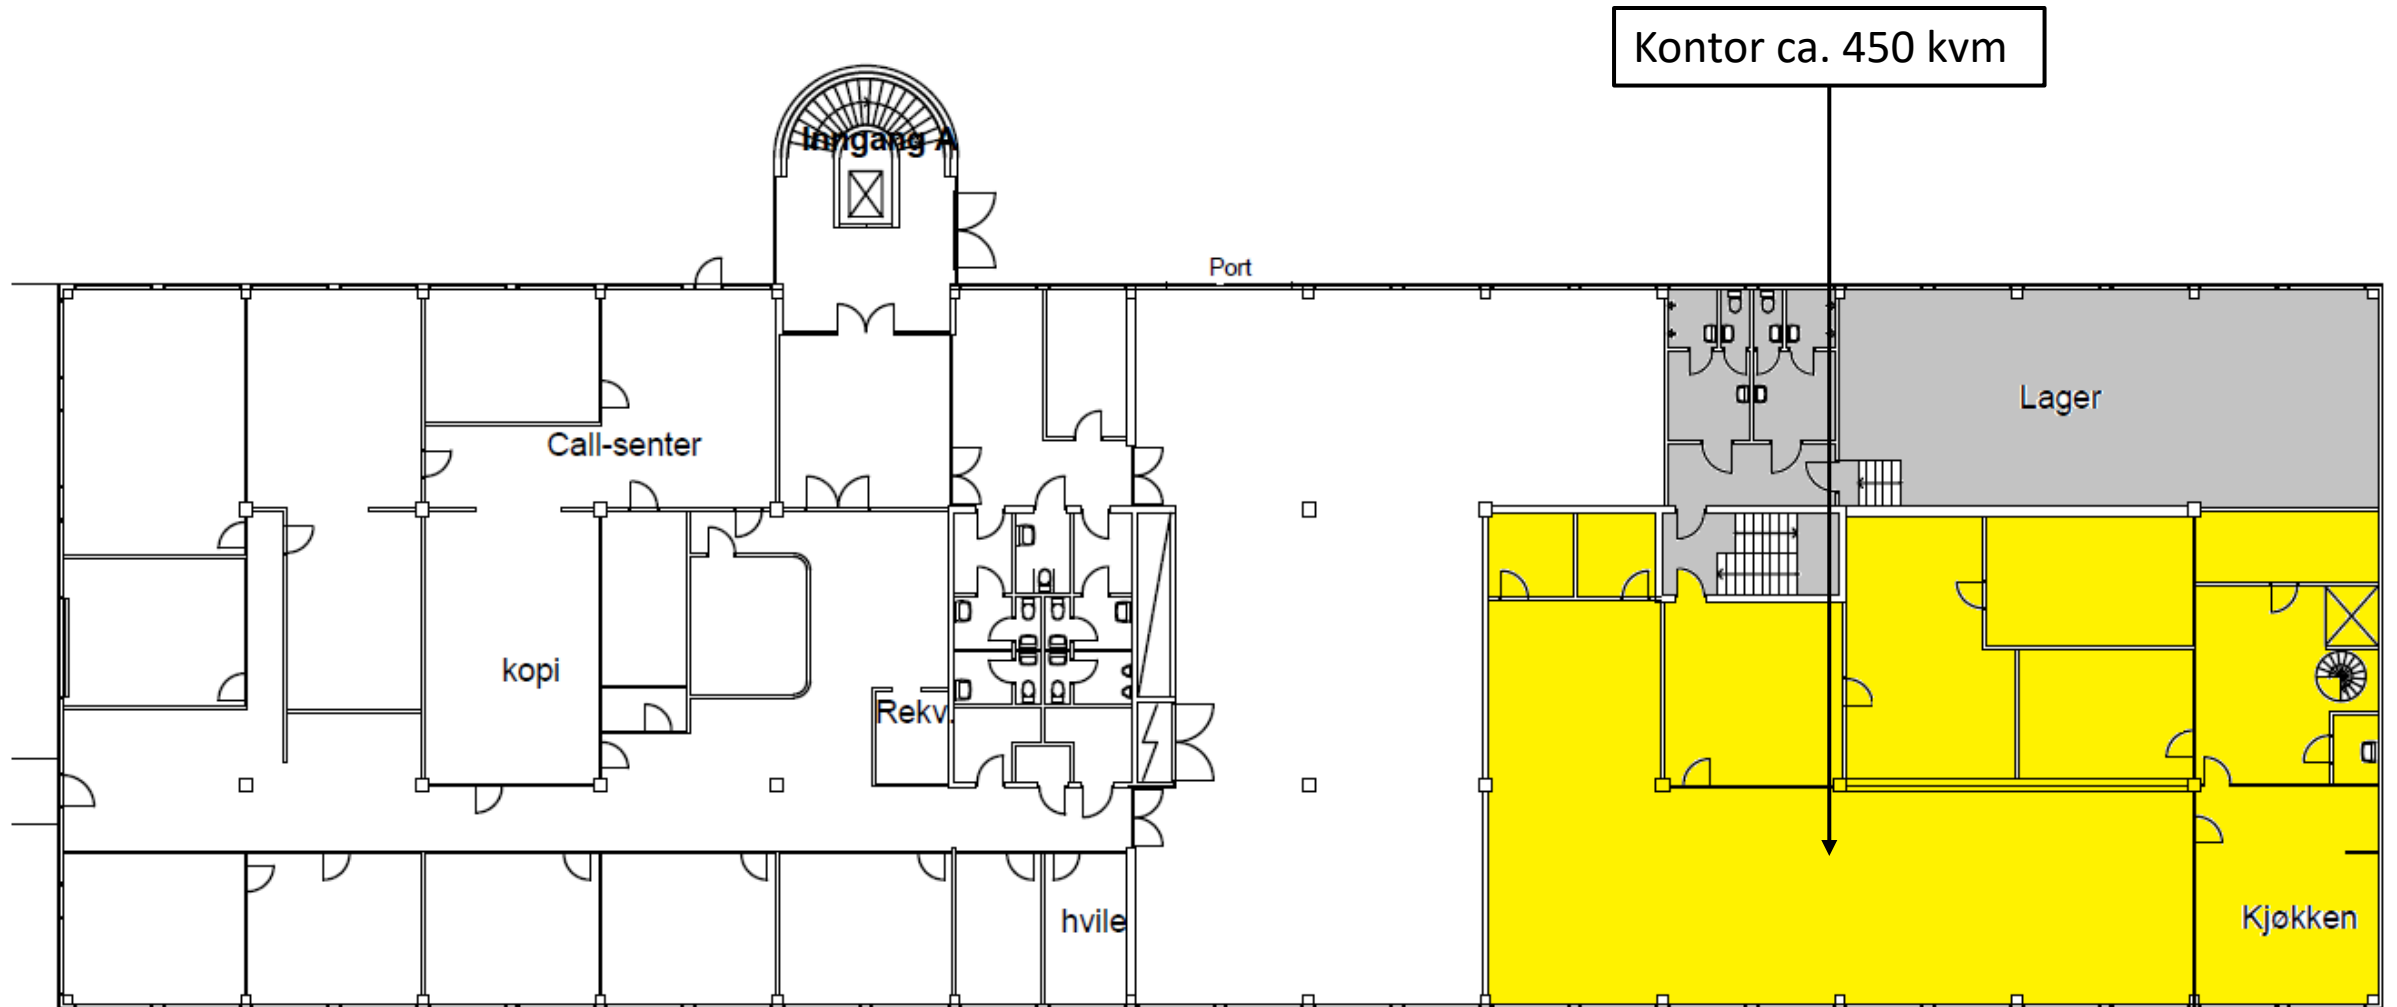 Kontor ca. 450 kvm
Inngang A
Port
Lager
Call-senter
kopi
Rekv.
hvile
Kjøkken